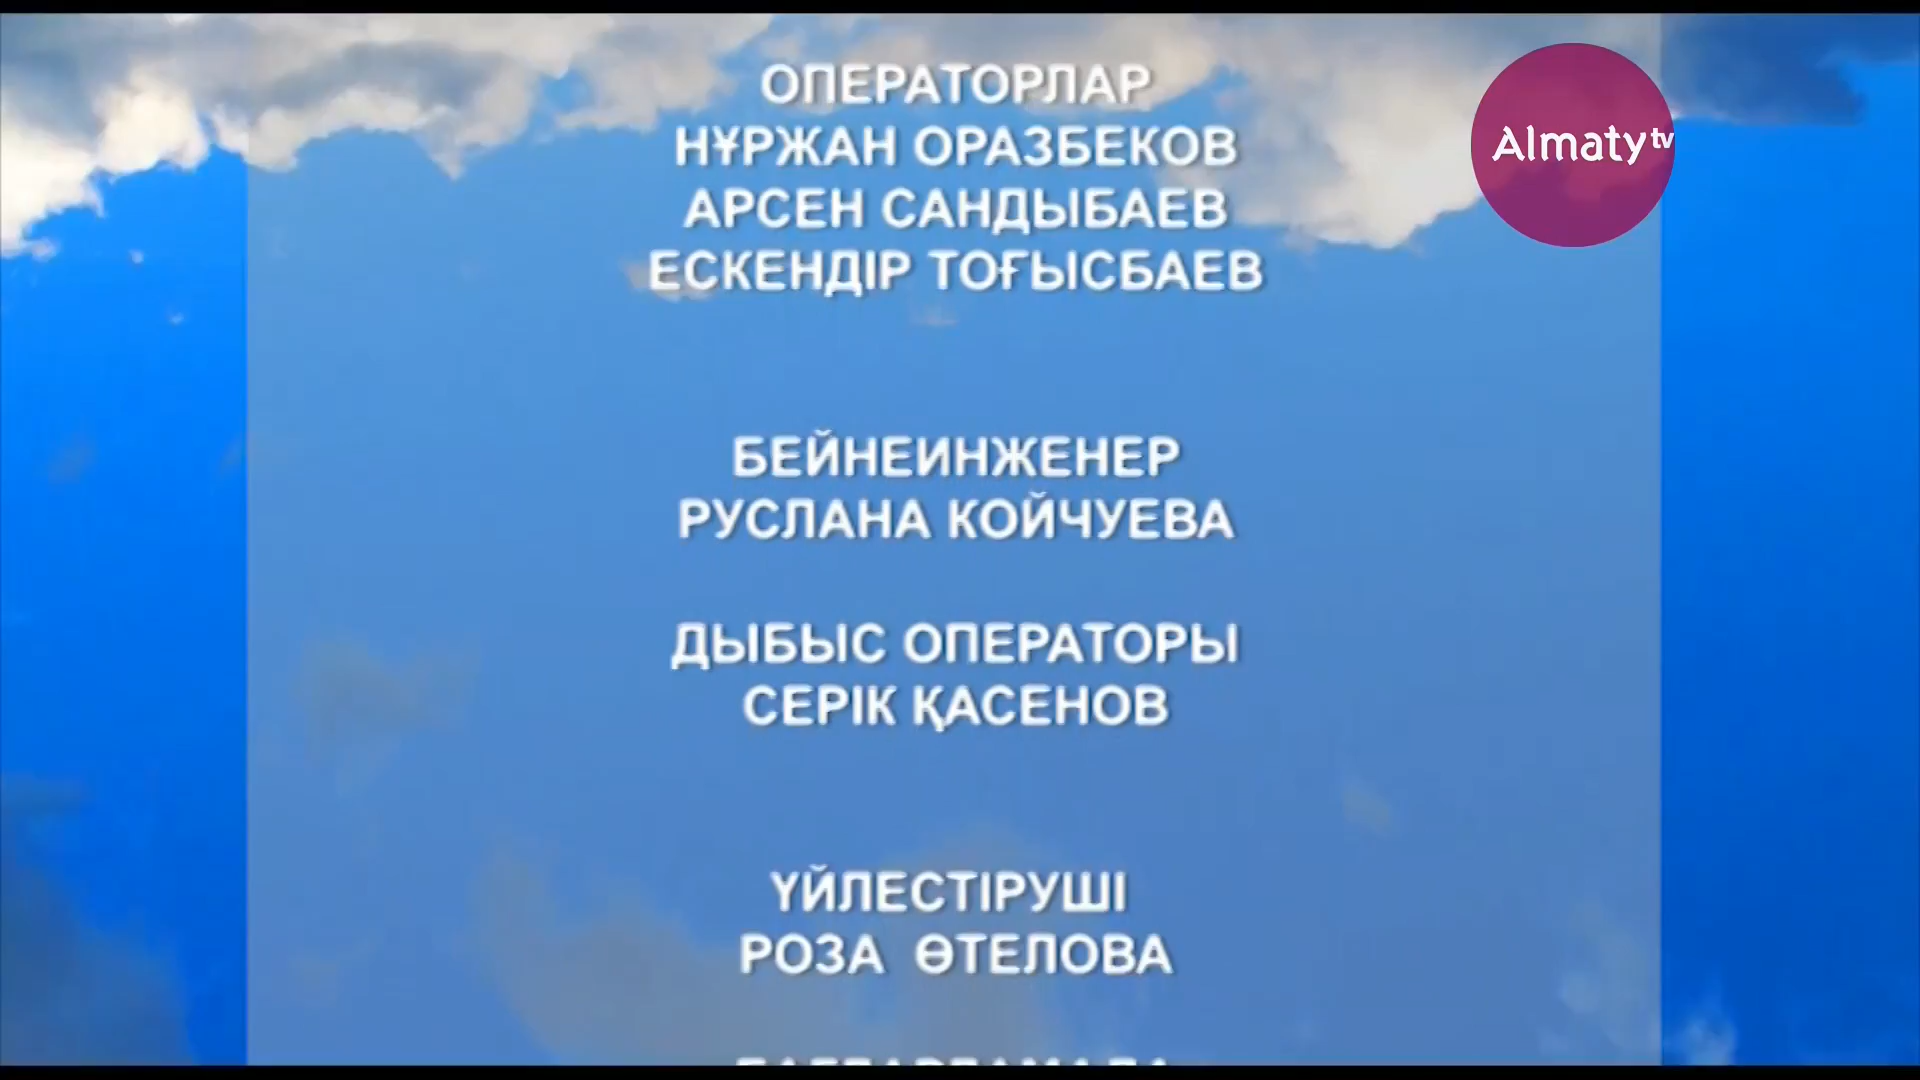 ОПЕРАТОРЛАР
Almaty tv
НҰРЖАН ОРАЗБЕКОВ
АРСЕН САНДЫБАЕВ
ЕСКЕНДІР ТОҒЫСБАЕВ
БЕЙНЕИНЖЕНЕР
РУСЛАНА КОЙЧУЕВА
ДЫБЫС ОПЕРАТОРЫ
СЕРІК ҚАСЕНОВ
ҮЙЛЕСТІРУШІ
РОЗА ӨТЕЛОВА